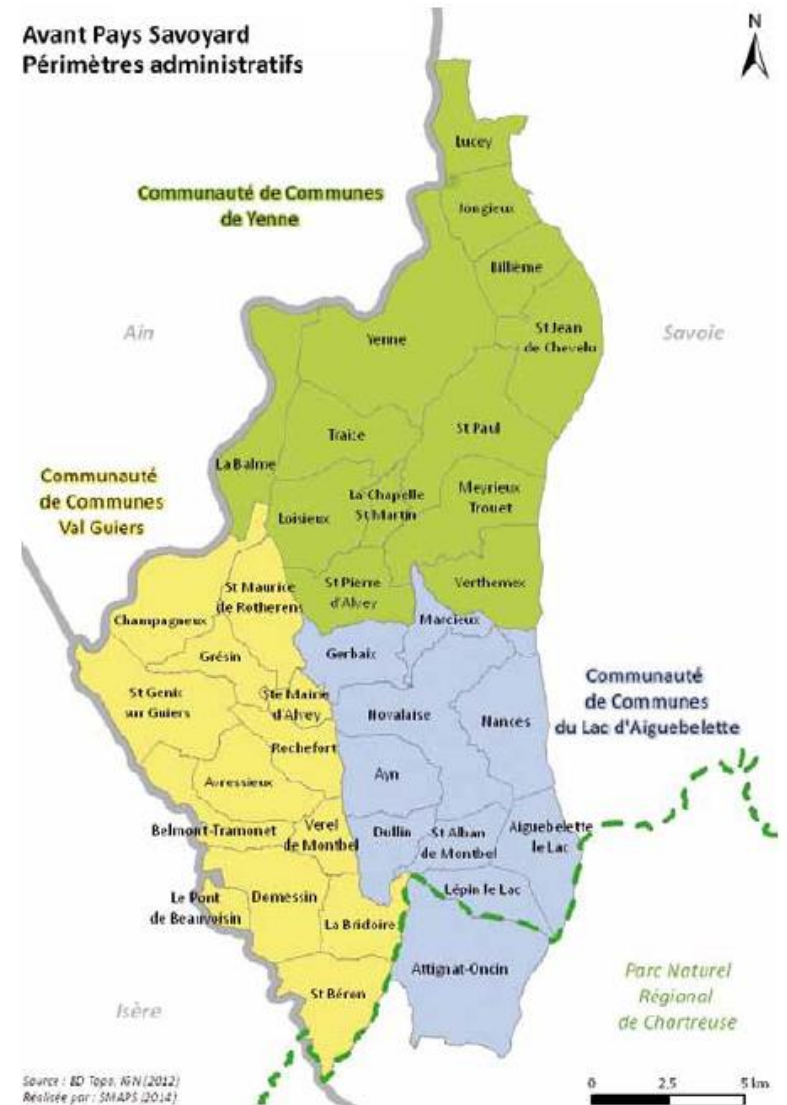 Avant Pays Savoyard
Périmètres administratifs
N
Lucey
Communauté de Communes
de Yenne
Jongieux
Billième
Ain
Yenne
St Jean
de Chevelu
Savoie
Traize
St Paul
La Balme
Communauté
de Communes
Val Guiers
Loisieux
La Chapelle
St Martin
Meyrieux
Trouet
St Maurice
de Rotherens
St Pierre
d'Alvey
Verthemex
Champagneux
Marcieux
Grésin
Gerbaix
Communauté
de Communes
du Lac d'Aiguebelette
St Genix
sur Guiers
Ste Marie
d'Alvey
Novalaise
Nances
Rochefort
Avressieux
Ayn
Belmont-Tramonet
Verel
de Montbel
Dullin
St Alban
de Montbel
Aiguebelette
le Lac
Le Pont
de Beauvoisin
Domessin
La Bridoire
Lépin le Lac
Attignat-Oncin
Parc Naturel
Régional
de Chartreuse
St Béron
Isère
Source : BD Topo, IGN (2012)
Réalisée par : SMAPS (2014)
0 2,5 5 km